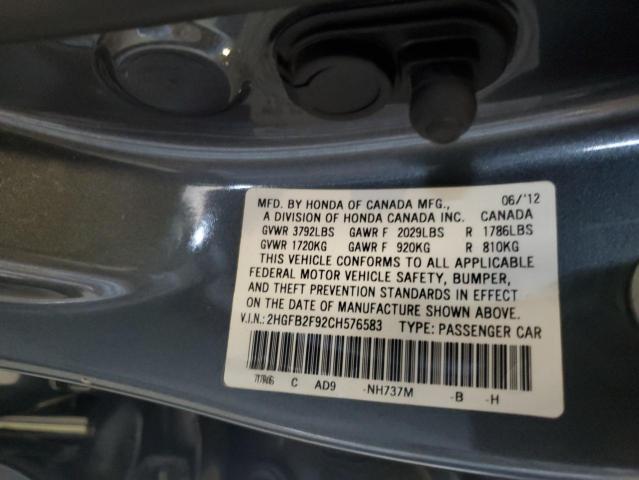 MFD. BY HONDA OF CANADA MFG., 06/'12
A DIVISION OF HONDA CANADA INC. CANADA
GVWR 3792LBS GAWR F 2029LBS R 1786LBS
GVWR 1720KG GAWR F 920KG R 810KG
THIS VEHICLE CONFORMS TO ALL APPLICABLE
FEDERAL MOTOR VEHICLE SAFETY, BUMPER,
AND THEFT PREVENTION STANDARDS IN EFFECT
ON THE DATE OF MANUFACTURE SHOWN ABOVE.
V.I.N.: 2HGFB2F92CH576583 TYPE: PASSENGER CAR
C AD9 -NH737M -B -H